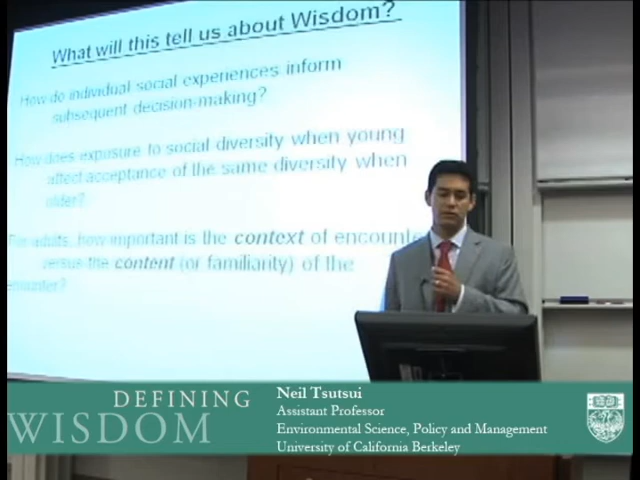 What will this tell us about Wisdom?
How do individual social experiences inform
subsequent decision-making?
How does exposure to social diversity when young
affect acceptance of the same diversity when
older?
For adults, how important is the context of
versus the content (or familiarity) of the
encounter?
DEFINING
WISDOM
Neil Tsutsui
Assistant Professor
Environmental Science, Policy and Management
University of California Berkeley